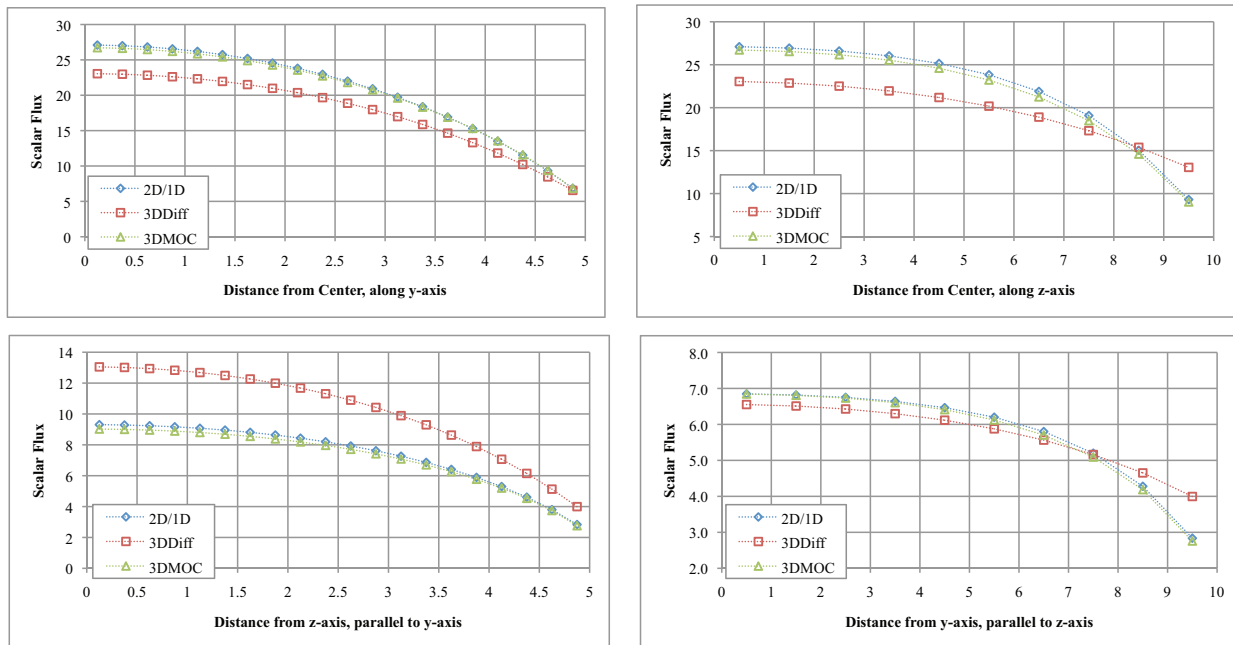 30
25
20
15
10
5
0
Scalar Flux
2D/1D
3DDiff
3DMOC
0 0.5 1 1.5 2 2.5 3 3.5 4 4.5 5
Distance from Center, along y-axis
30
25
20
15
10
5
Scalar Flux
2D/1D
3DDiff
3DMOC
0 1 2 3 4 5 6 7 8 9 10
Distance from Center, along z-axis
14
12
10
8
6
4
2
0
Scalar Flux
2D/1D
3DDiff
3DMOC
0 0.5 1 1.5 2 2.5 3 3.5 4 4.5 5
Distance from z-axis, parallel to y-axis
8.0
7.0
6.0
5.0
4.0
3.0
2.0
Scalar Flux
2D/1D
3DDiff
3DMOC
0 1 2 3 4 5 6 7 8 9 10
Distance from y-axis, parallel to z-axis